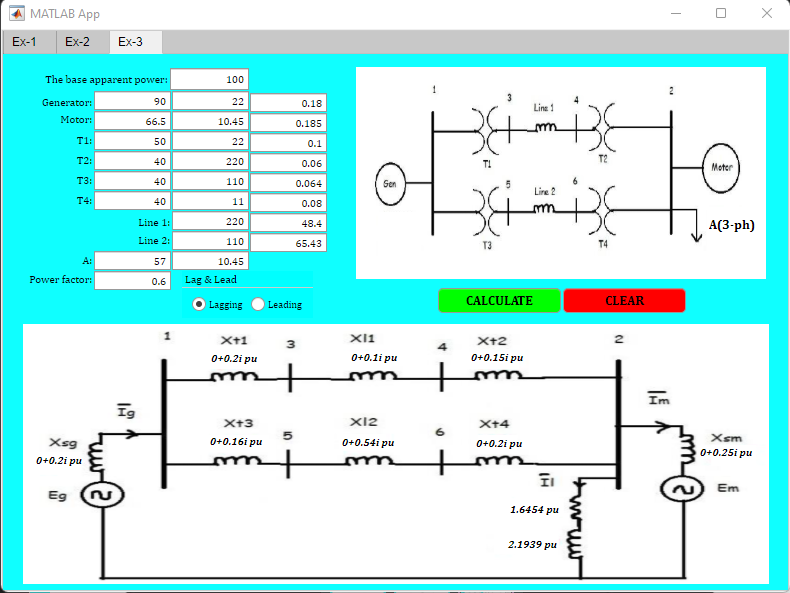 MATLAB App
Ex-1 Ex-2 Ex-3
The base apparent power: 100
Generator: 90 22 0.18
Motor: 66.5 10.45 0.185
T1: 50 22 0.1
T2: 40 220 0.06
T3: 40 110 0.064
T4: 40 11 0.08
Line 1: 220 48.4
Line 2: 110 65.43
A: 57 10.45
Power factor: 0.6 Lag & Lead
Lagging Leading
1 2
3 Line 1 4
T1 T2
Gen Motor
5 Line 2 6
A(3-ph)
T3 T4
CALCULATE CLEAR
1 Xt1 3 Xl1 4 Xt2 2
0+0.2i pu 0+0.1i pu 0+0.15i pu
Ig Im
Xt3 5 Xl2 6 Xt4
0+0.16i pu 0+0.54i pu 0+0.2i pu
Xsg Xsm
0+0.2i pu 0+0.25i pu
Il
Eg Em
1.6454 pu
2.1939 pu